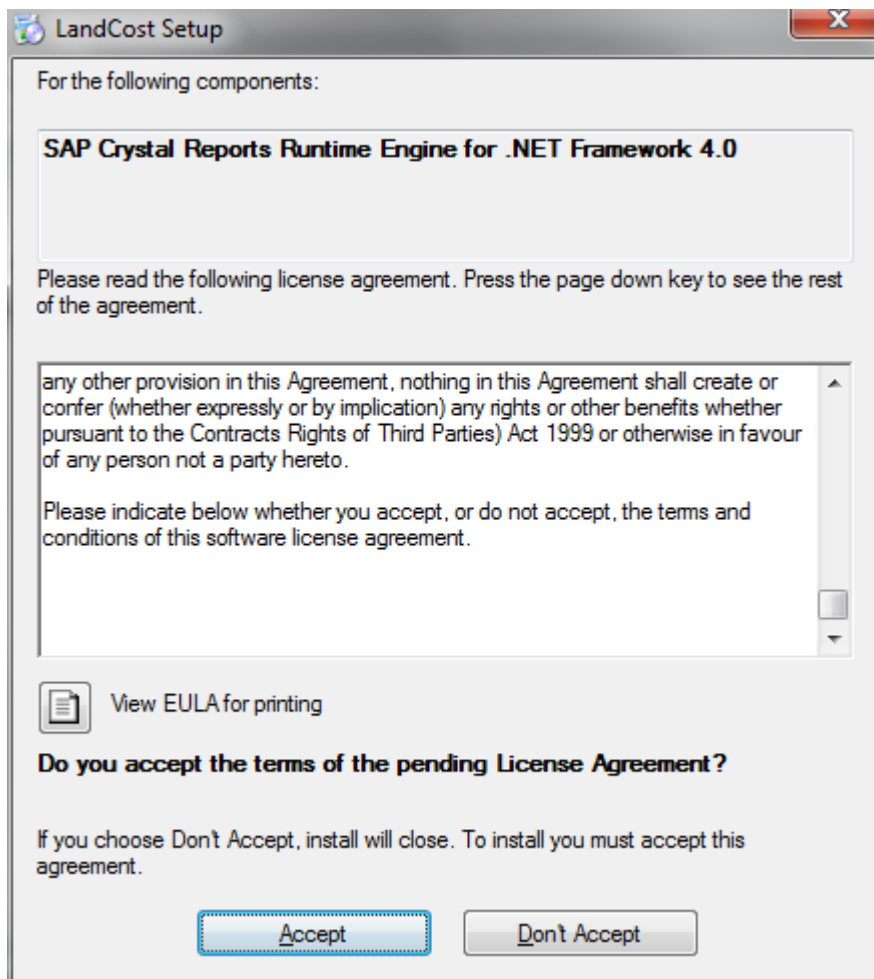 LandCost Setup
For the following components:
SAP Crystal Reports Runtime Engine for .NET Framework 4.0
Please read the following license agreement. Press the page down key to see the rest
of the agreement.
any other provision in this Agreement, nothing in this Agreement shall create or
confer (whether expressly or by implication) any rights or other benefits whether
pursuant to the Contracts Rights of Third Parties) Act 1999 or otherwise in favour
of any person not a party hereto.
Please indicate below whether you accept, or do not accept, the terms and
conditions of this software license agreement.
View EULA for printing
Do you accept the terms of the pending License Agreement?
If you choose Don't Accept, install will close. To install you must accept this
agreement.
Accept Don't Accept